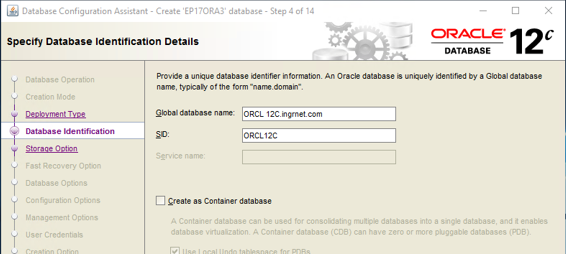 Database Configuration Assistant - Create 'EP17ORA3' database - Step 4 of 14
Specify Database Identification Details
ORACLE
DATABASE
12c
Database Operation
Creation Mode
Deployment Type
Database Identification
Storage Option
Fast Recovery Option
Database Options
Configuration Options
Management Options
User Credentials
Creation Option
Provide a unique database identifier information. An Oracle database is uniquely identified by a Global database
name, typically of the form "name.domain".
Global database name: ORCL 12C.ingrnet.com
SID: ORCL12C
Service name:
Create as Container database
A Container database can be used for consolidating multiple databases into a single database, and it enables
database virtualization. A Container database (CDB) can have zero or more pluggable databases (PDB).
Use Local Undo tablespace for PDBs